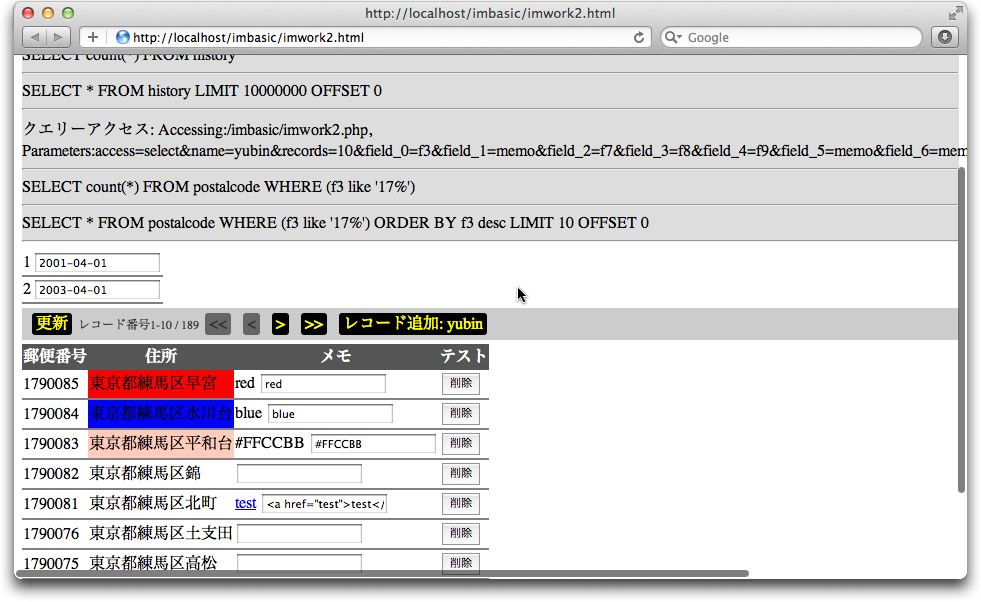 http://localhost/imbasic/imwork2.html
http://localhost/imbasic/imwork2.html Google
SELECT count(*) FROM history
SELECT * FROM history LIMIT 10000000 OFFSET 0
クエリーアクセス: Accessing:/imbasic/imwork2.php,
Parameters:access=select&name=yubin&records=10&field_0=f3&field_1=memo&field_2=f7&field_3=f8&field_4=f9&field_5=memo&field_6=mem
SELECT count(*) FROM postalcode WHERE (f3 like '17%')
SELECT * FROM postalcode WHERE (f3 like '17%') ORDER BY f3 desc LIMIT 10 OFFSET 0
1 2001-04-01
2 2003-04-01
更新 レコード番号1-10 / 189 << < > >> レコード追加: yubin
郵便番号 住所 メモ テスト
1790085 東京都練馬区早宮 red red 削除
1790084 東京都練馬区氷川台 blue blue 削除
1790083 東京都練馬区平和台 #FFCCBB #FFCCBB 削除
1790082 東京都練馬区錦 削除
1790081 東京都練馬区北町 test <a href="test">test</ 削除
1790076 東京都練馬区土支田 削除
1790075 東京都練馬区高松 削除